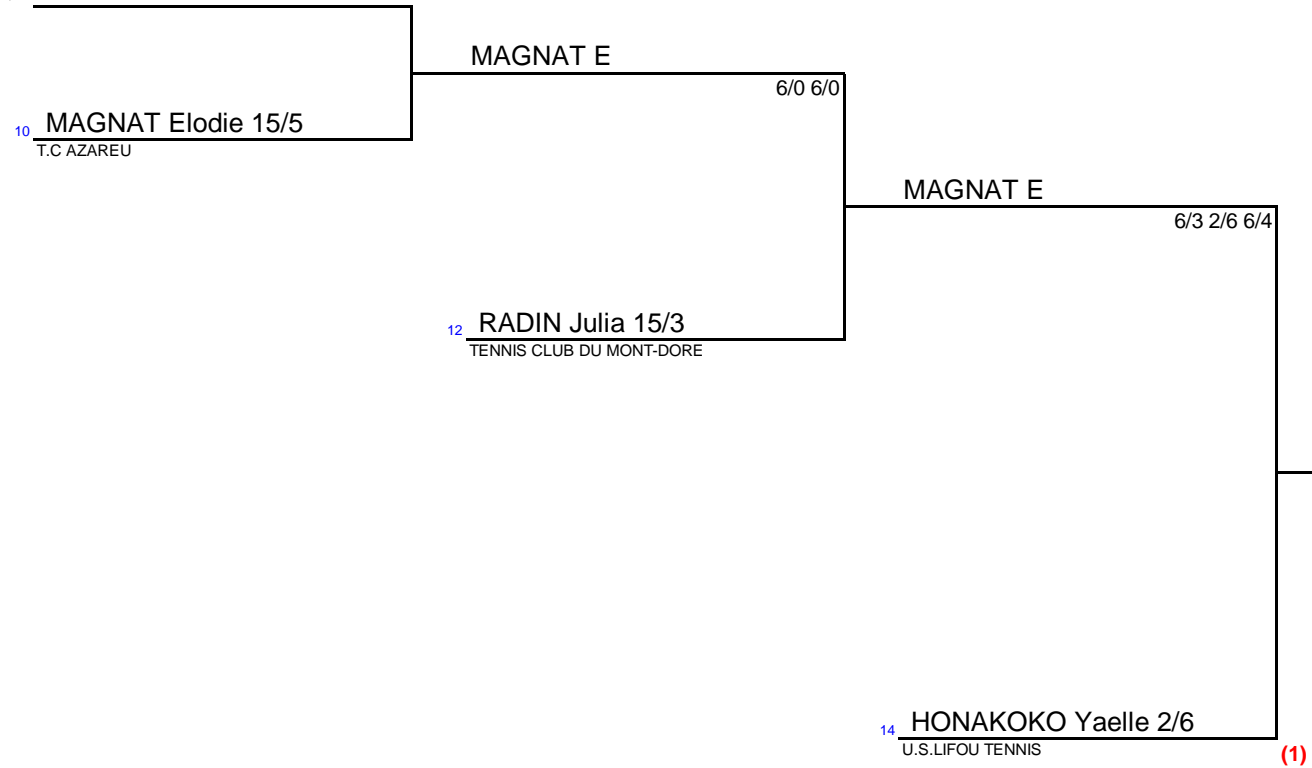 MAGNAT E
6/0 6/0
10 MAGNAT Elodie 15/5
T.C AZAREU
MAGNAT E
6/3 2/6 6/4
12 RADIN Julia 15/3
TENNIS CLUB DU MONT-DORE
14 HONAKOKO Yaelle 2/6
U.S.LIFOU TENNIS
(1)